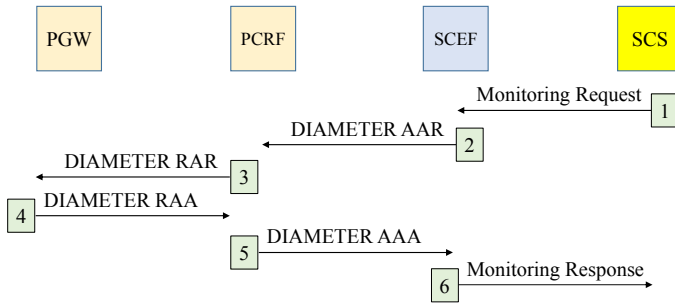 PGW PCRF SCEF SCS
Monitoring Request 1
DIAMETER AAR 2
DIAMETER RAR 3
4 DIAMETER RAA
5 DIAMETER AAA
6 Monitoring Response